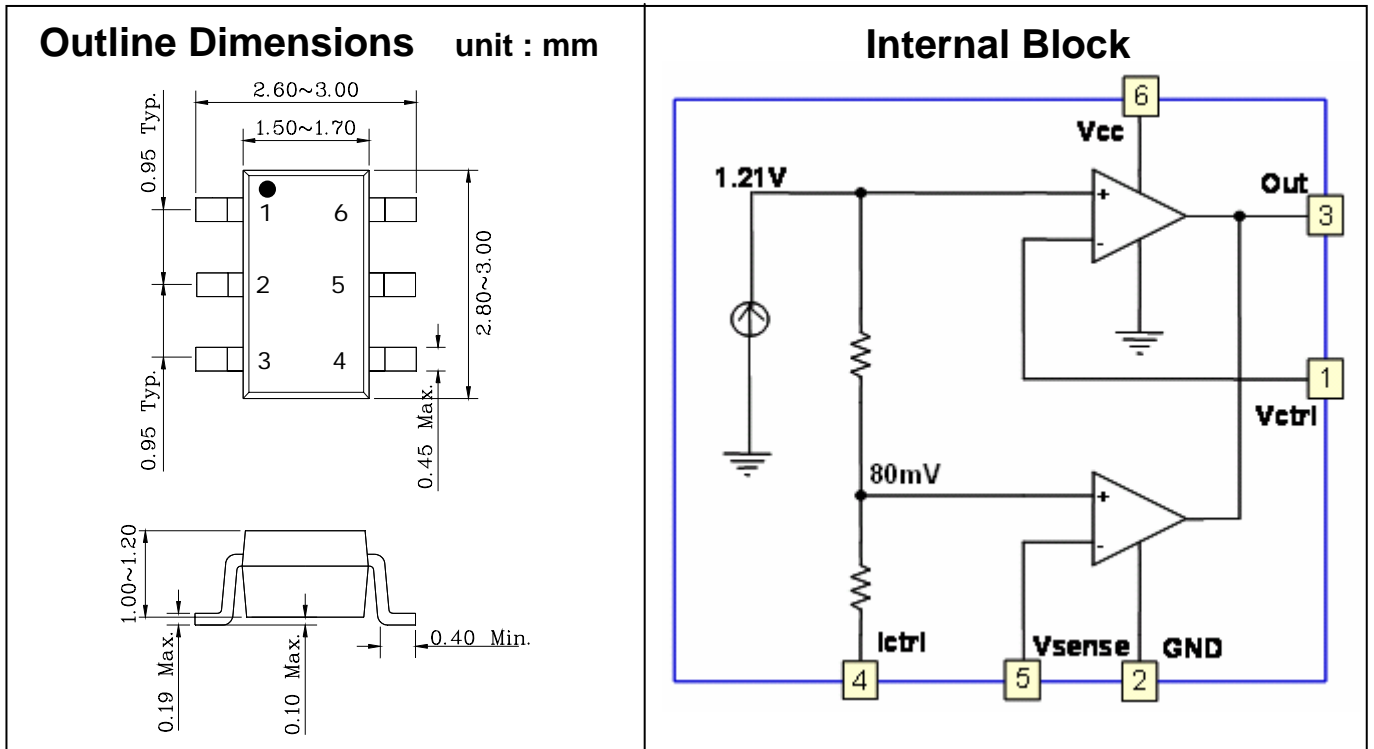 Outline Dimensions unit : mm
2.60~3.00
1.50~1.70
0.95 Typ.
0.95 Typ.
1
6
2
5
3
4
2.80~3.00
0.45 Max.
1.00~1.20
0.19 Max.
0.10 Max.
0.40 Min.
Internal Block
6
Vcc
1.21V
+
-
Out
3
1
Vctrl
80mV
+
-
Ictrl
Vsense
GND
4
5
2